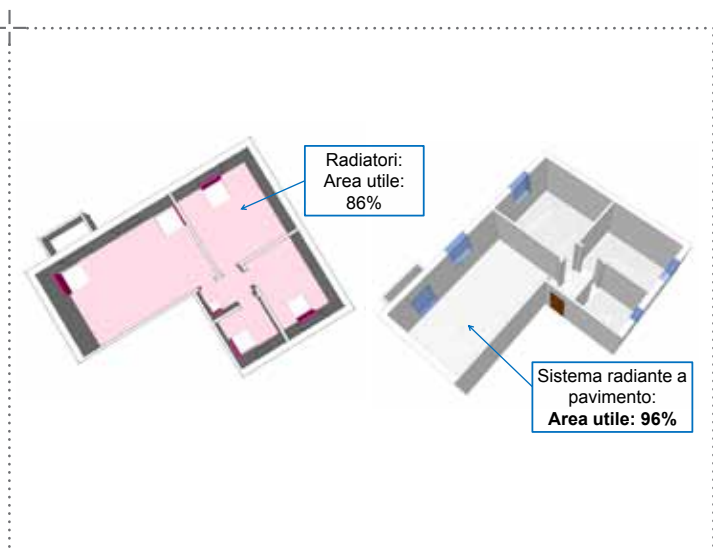 Radiatori:
Area utile:
86%
Sistema radiante a
pavimento:
Area utile: 96%